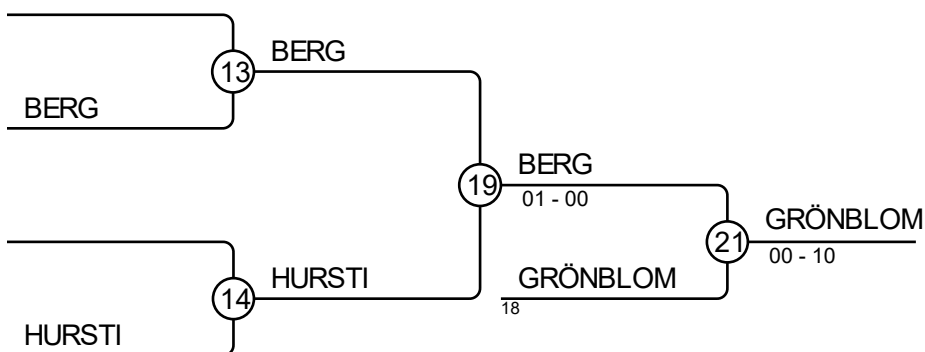 BERG
13
BERG
BERG
19
01 - 00
GRÖNBLOM
21
00 - 10
GRÖNBLOM
18
HURSTI
14
HURSTI